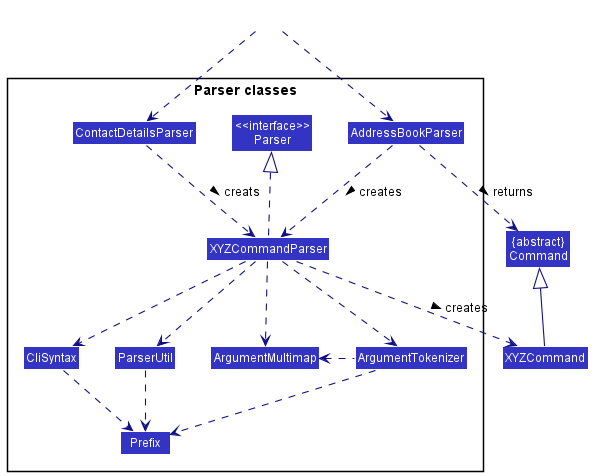 Parser classes
ContactDetailsParser
<<interface>>
Parser
AddressBookParser
creats
creates
returns
XYZCommandParser
{abstract}
Command
creates
CliSyntax
ParserUtil
ArgumentMultimap
ArgumentTokenizer
XYZCommand
Prefix